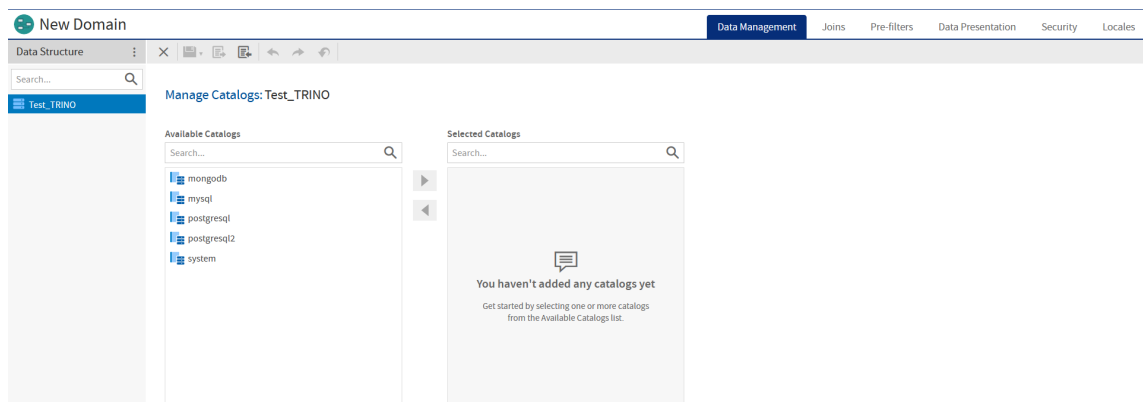 New Domain
Data Management Joins Pre-filters Data Presentation Security Locales
Data Structure
Search...
Test_TRINO
Manage Catalogs: Test_TRINO
Available Catalogs
Search...
mongodb
mysql
postgresql
postgresql2
system
Selected Catalogs
Search...
You haven't added any catalogs yet
Get started by selecting one or more catalogs
from the Available Catalogs list.